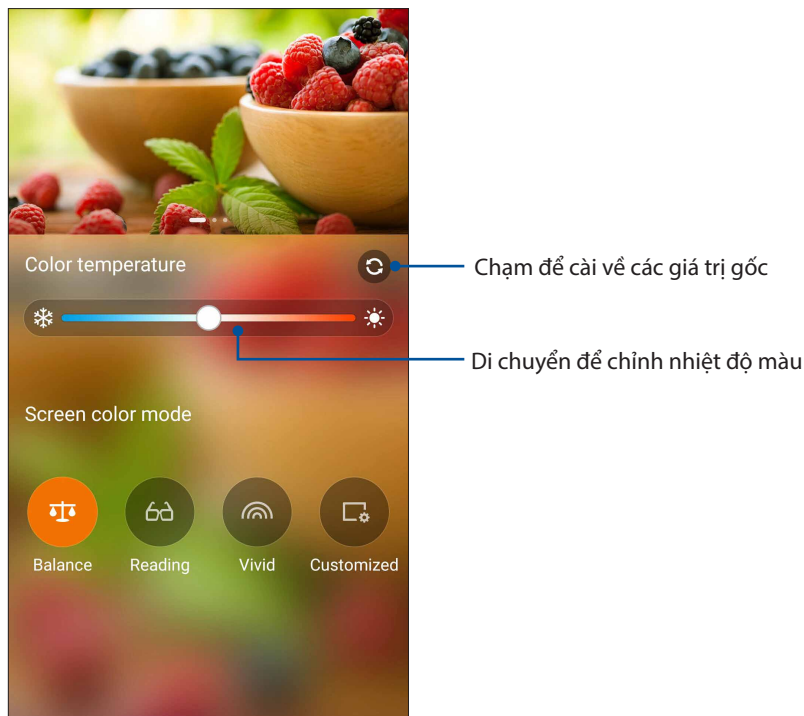 Color temperature
Chạm để cài về các giá trị gốc
Di chuyển để chỉnh nhiệt độ màu
Screen color mode
Balance Reading Vivid Customized